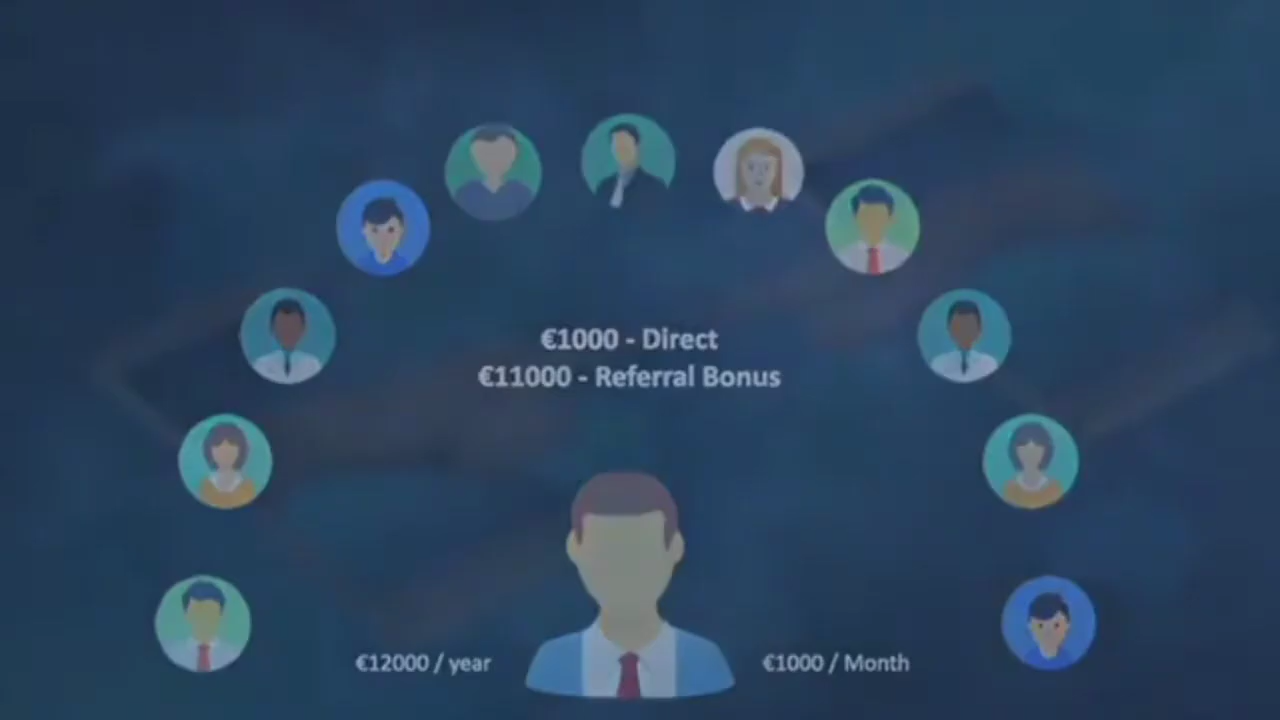 €1000 - Direct
€11000 - Referral Bonus
€12000 / year
€1000 / Month